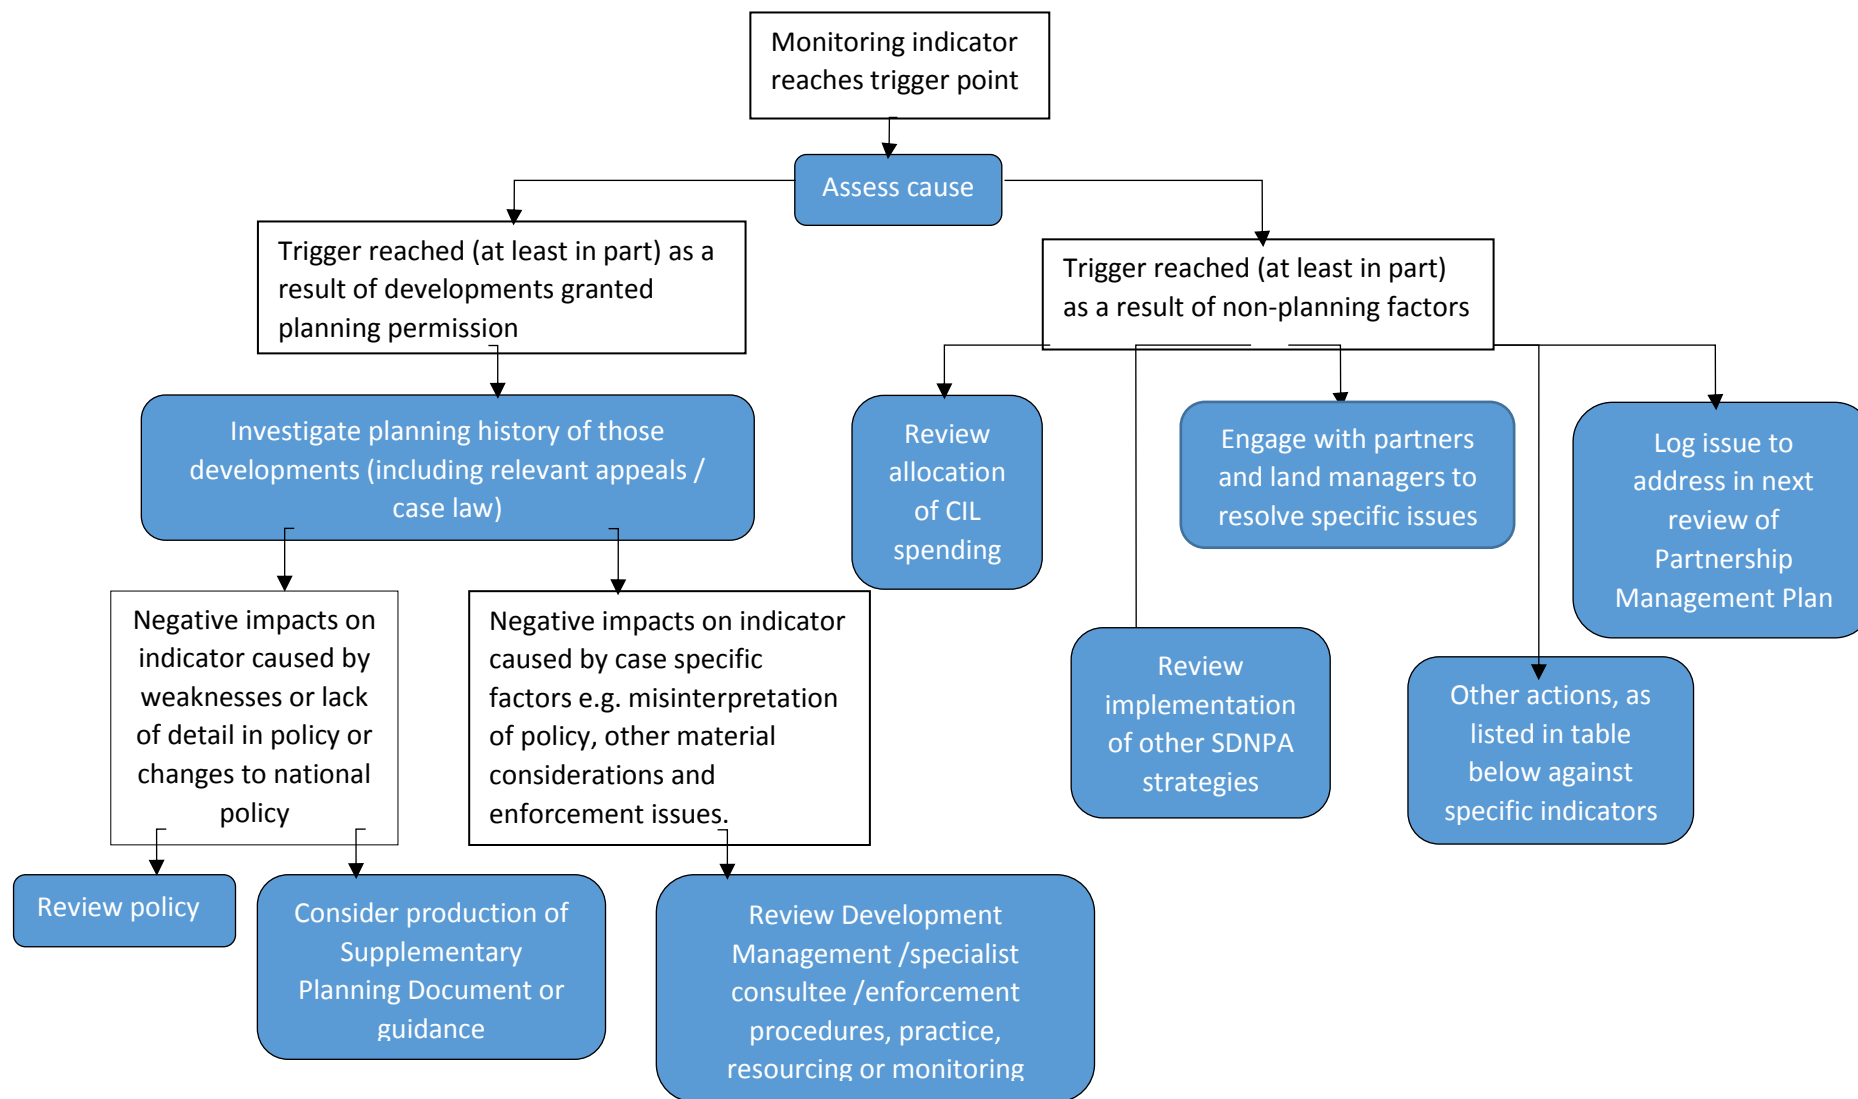 Monitoring indicator
reaches trigger point
Assess cause
Trigger reached (at least in part) as a
result of developments granted
planning permission
Trigger reached (at least in part)
as a result of non-planning factors
Investigate planning history of those
developments (including relevant appeals /
case law)
Review
allocation
of CIL
spending
Engage with partners
and land managers to
resolve specific issues
Log issue to
address in next
review of
Partnership
Management Plan
Negative impacts on
indicator caused by
weaknesses or lack
of detail in policy or
changes to national
policy
Negative impacts on indicator
caused by case specific
factors e.g. misinterpretation
of policy, other material
considerations and
enforcement issues.
Review
implementation
of other SDNPA
strategies
Other actions, as
listed in table
below against
specific indicators
Review policy
Consider production of
Supplementary
Planning Document or
guidance
Review Development
Management /specialist
consultee /enforcement
procedures, practice,
resourcing or monitoring